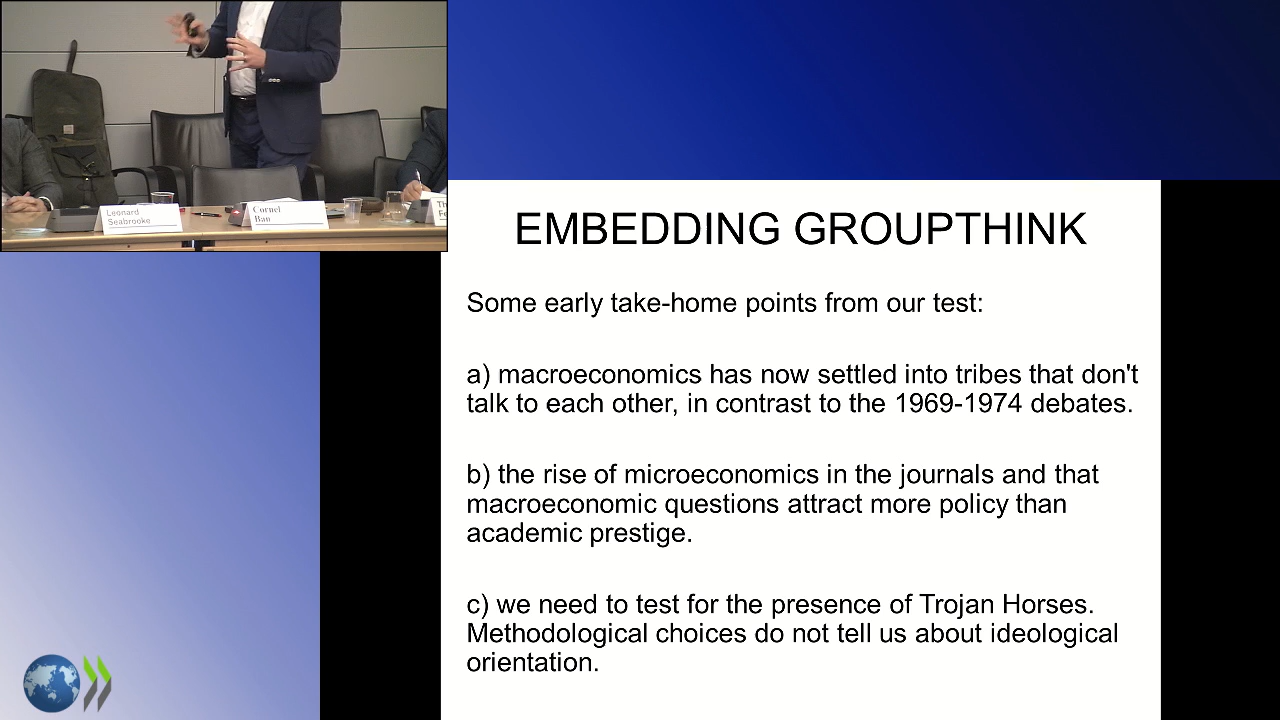 Leonard
Seabrooke
Cornel
Ban
EMBEDDING GROUPTHINK
Some early take-home points from our test:
a) macroeconomics has now settled into tribes that don't
talk to each other, in contrast to the 1969-1974 debates.
b) the rise of microeconomics in the journals and that
macroeconomic questions attract more policy than
academic prestige.
c) we need to test for the presence of Trojan Horses.
Methodological choices do not tell us about ideological
orientation.